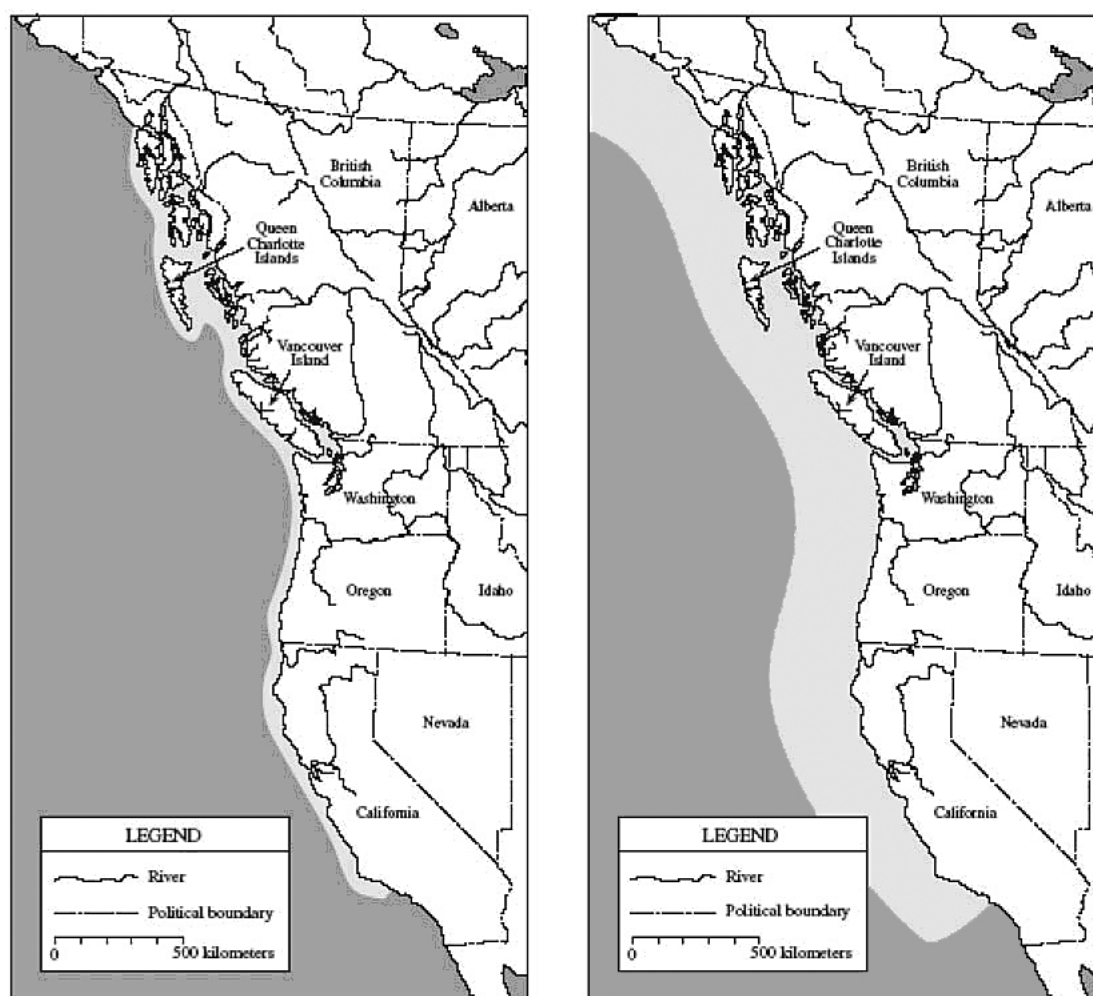 British
Columbia
Alberta
Queen
Charlotte
Islands
Vancouver
Island
Washington
Oregon
Idaho
Nevada
California
LEGEND
River
Political boundary
0
500 kilometers
British
Columbia
Alberta
Queen
Charlotte
Islands
Vancouver
Island
Washington
Oregon
Idaho
Nevada
California
LEGEND
River
Political boundary
0
500 kilometers